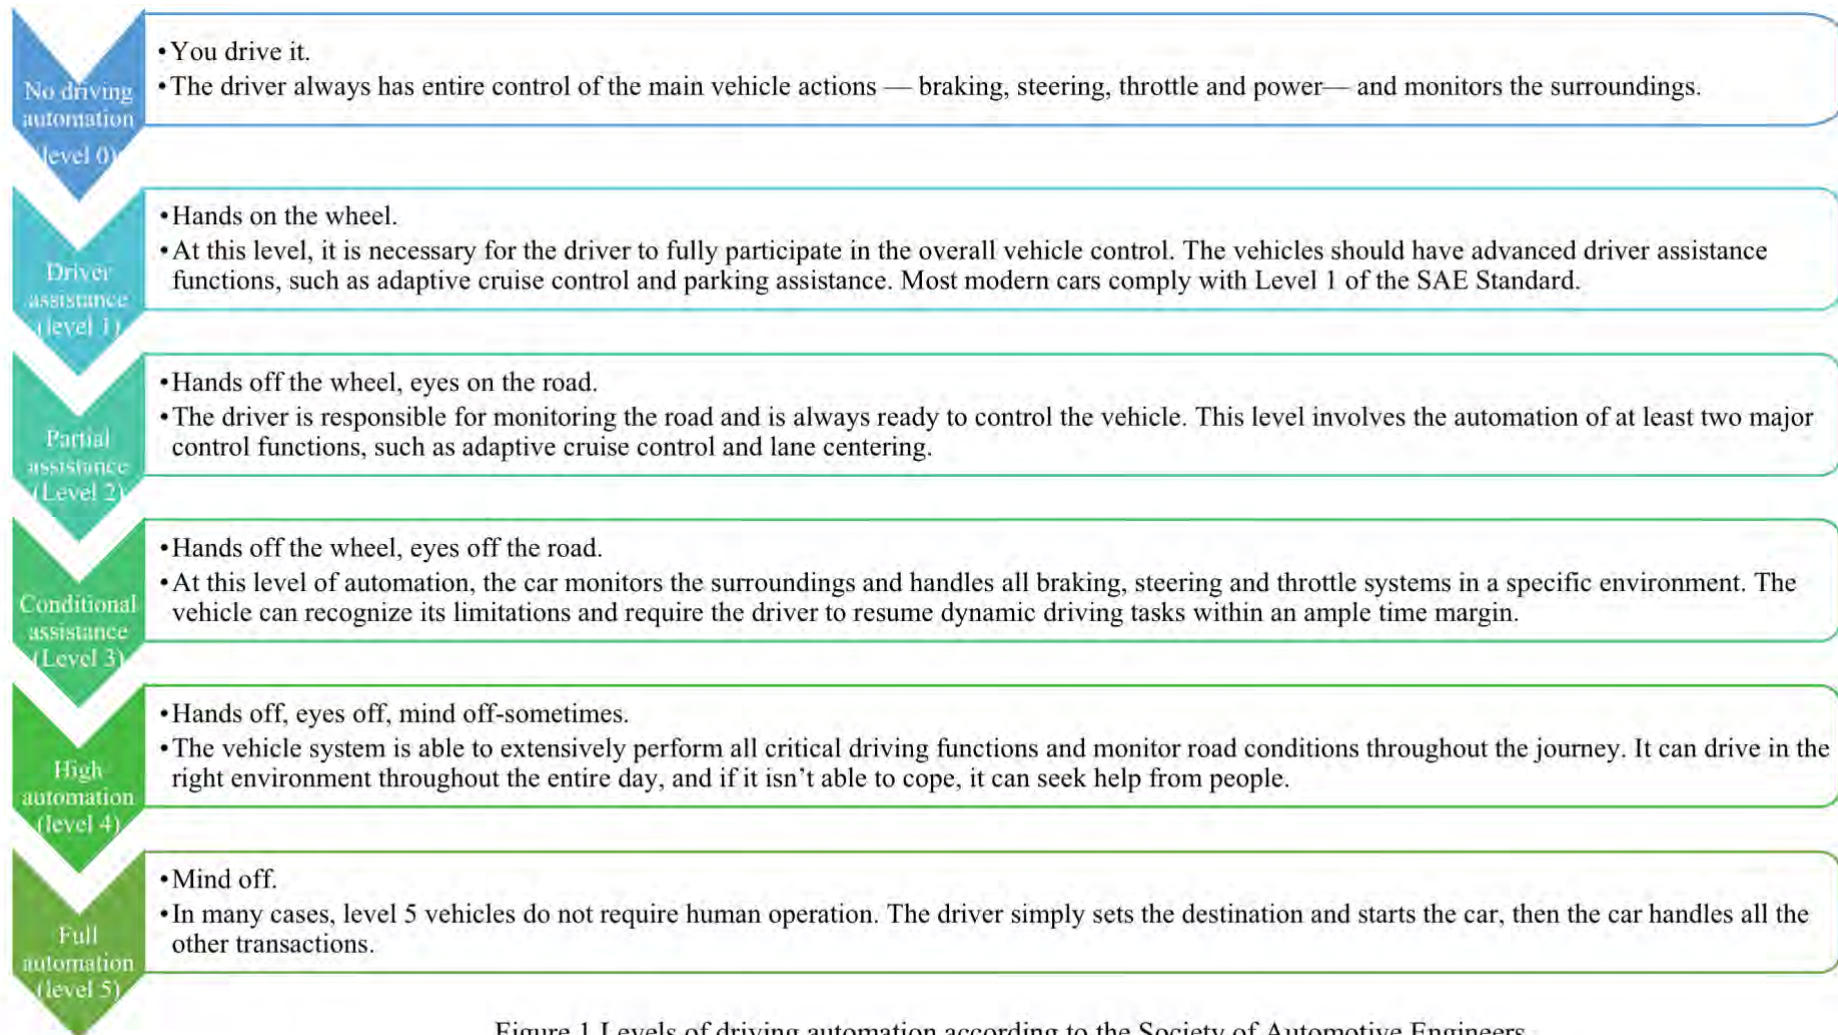 No driving
automation
(level 0)
•You drive it.
•The driver always has entire control of the main vehicle actions — braking, steering, throttle and power— and monitors the surroundings.
Driver
assistance
(level 1)
•Hands on the wheel.
•At this level, it is necessary for the driver to fully participate in the overall vehicle control. The vehicles should have advanced driver assistance
functions, such as adaptive cruise control and parking assistance. Most modern cars comply with Level 1 of the SAE Standard.
Partial
assistance
(Level 2)
•Hands off the wheel, eyes on the road.
•The driver is responsible for monitoring the road and is always ready to control the vehicle. This level involves the automation of at least two major
control functions, such as adaptive cruise control and lane centering.
Conditional
assistance
(Level 3)
•Hands off the wheel, eyes off the road.
•At this level of automation, the car monitors the surroundings and handles all braking, steering and throttle systems in a specific environment. The
vehicle can recognize its limitations and require the driver to resume dynamic driving tasks within an ample time margin.
High
automation
(level 4)
•Hands off, eyes off, mind off-sometimes.
•The vehicle system is able to extensively perform all critical driving functions and monitor road conditions throughout the journey. It can drive in the
right environment throughout the entire day, and if it isn’t able to cope, it can seek help from people.
Full
automation
(level 5)
•Mind off.
•In many cases, level 5 vehicles do not require human operation. The driver simply sets the destination and starts the car, then the car handles all the
other transactions.
Figure 1 Levels of driving automation according to the Society of Automotive Engineers